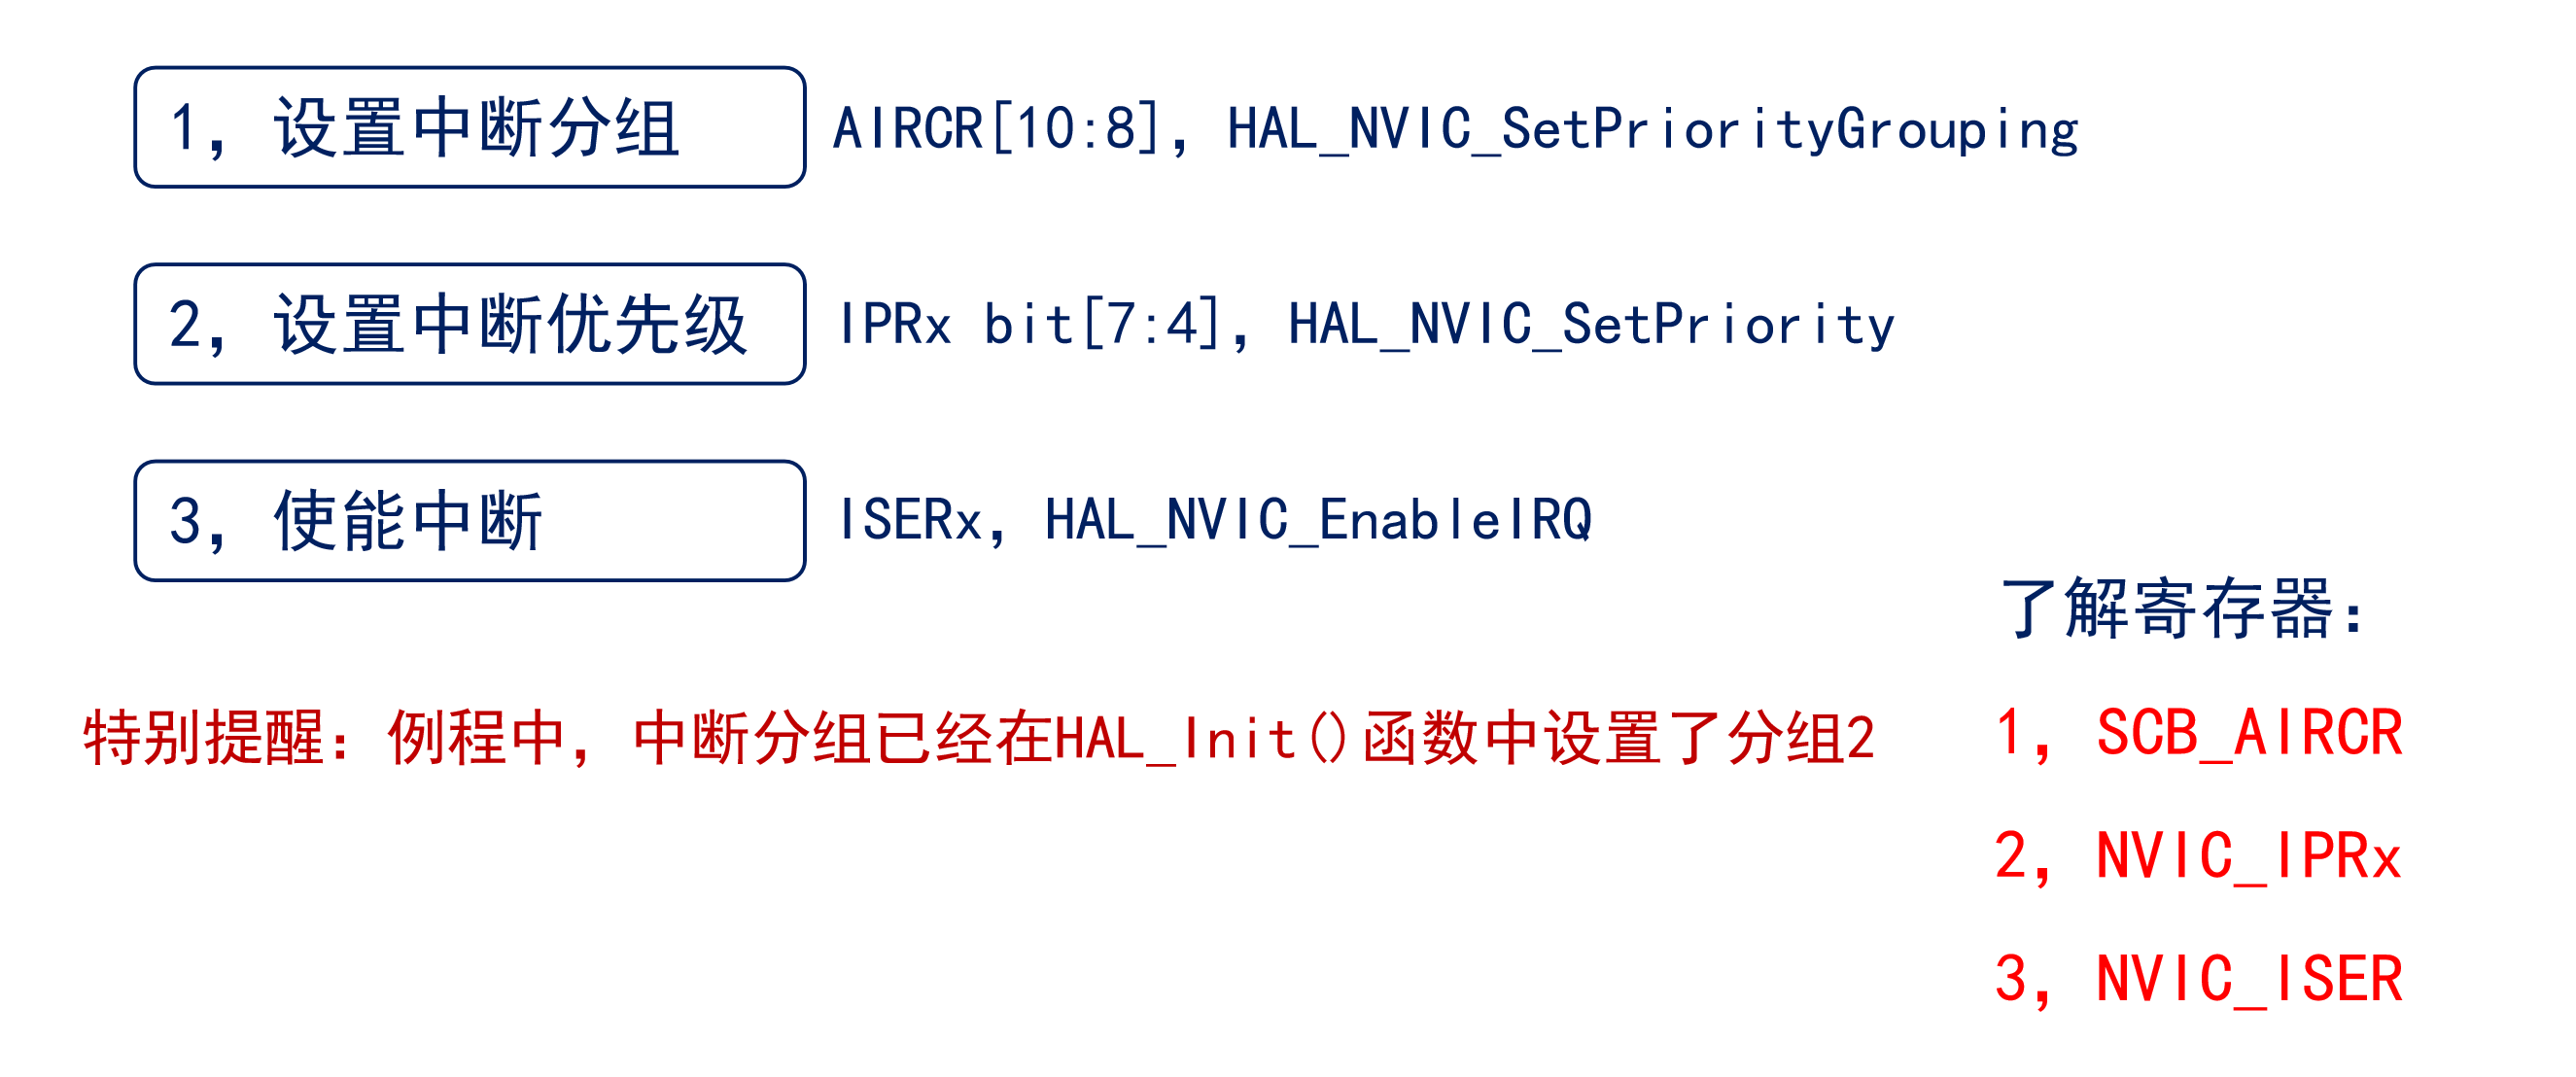 1，设置中断分组
AIRCR[10:8]，HAL_NVIC_SetPriorityGrouping
2，设置中断优先级
IPRx bit[7:4]，HAL_NVIC_SetPriority
3，使能中断
ISERx，HAL_NVIC_EnableIRQ
特别提醒：例程中，中断分组已经在HAL_Init()函数中设置了分组2
了解寄存器：
1，SCB_AIRCR
2，NVIC_IPRx
3，NVIC_ISER